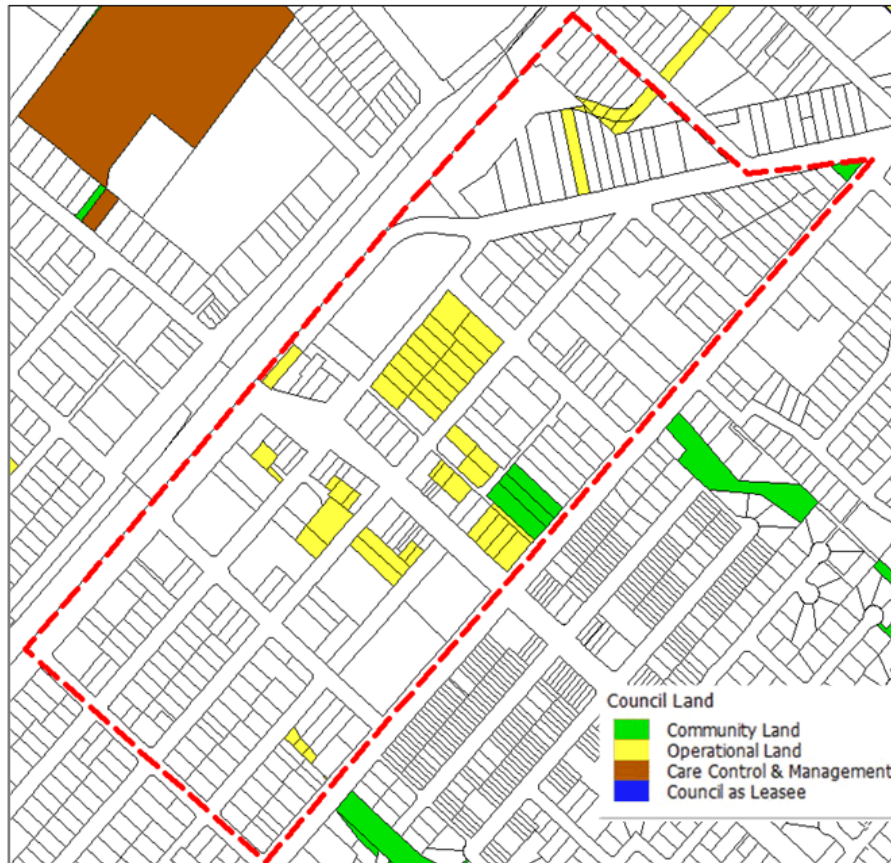 Council Land
Community Land
Operational Land
Care Control & Management
Council as Leasee